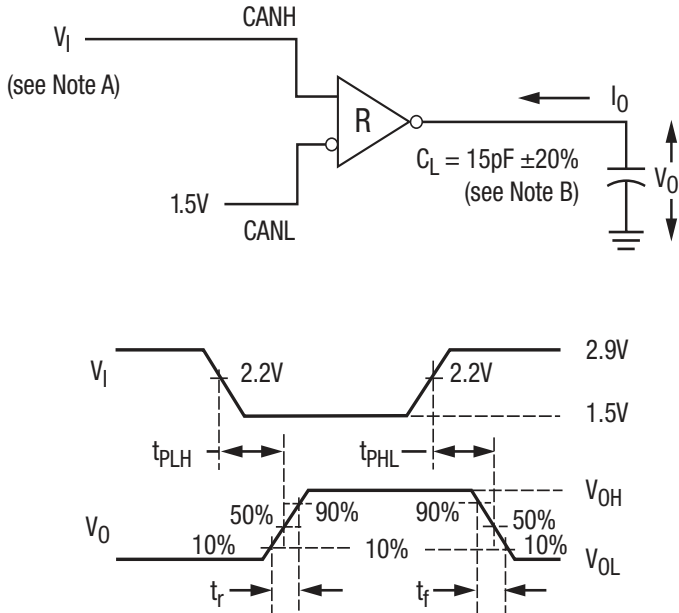 CANH
V_I
(see Note A)
R
I_O
C_L = 15pF ±20%
(see Note B)
V_O
1.5V
CANL
2.9V
V_I
2.2V
2.2V
1.5V
t_PLH
t_PHL
V_OH
50%
90%
90%
50%
V_O
10%
10%
10%
V_OL
t_r
t_f